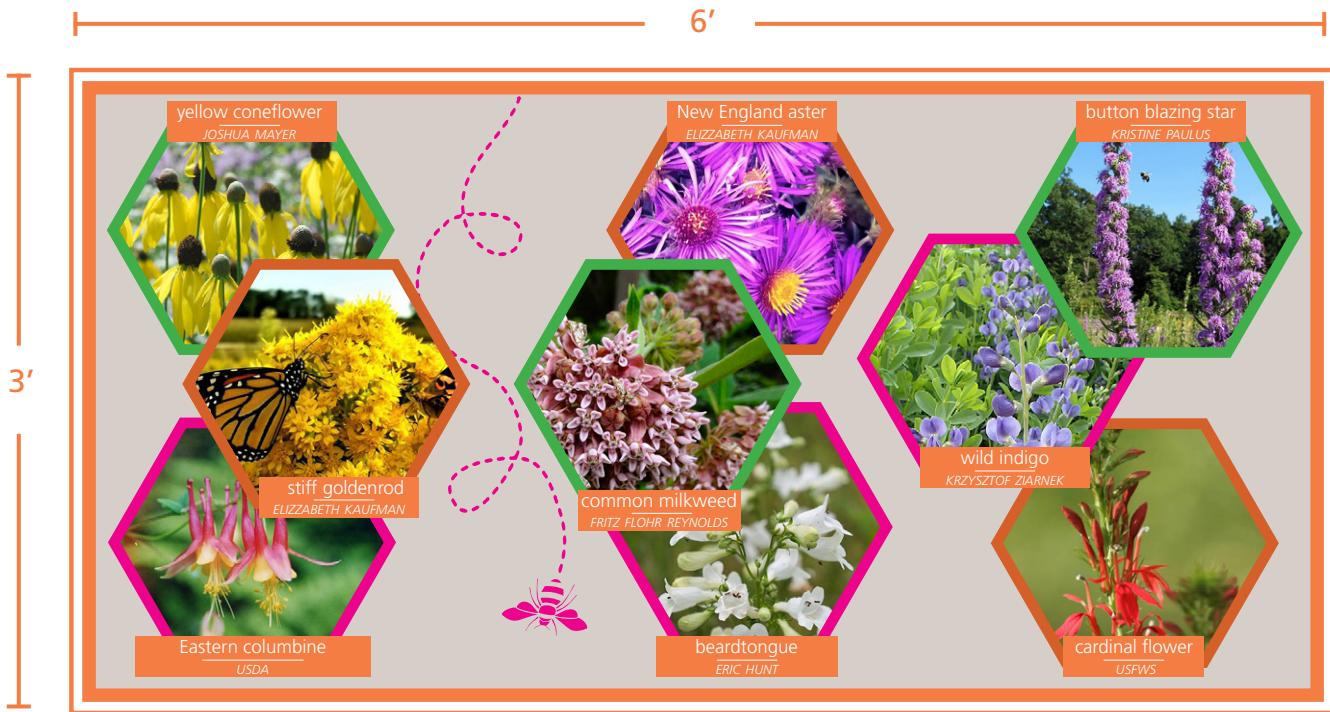 6’
3’
yellow coneflower
JOSHUA MAYER
New England aster
ELIZZABETH KAUFMAN
button blazing star
KRISTINE PAULUS
stiff goldenrod
ELIZZABETH KAUFMAN
common milkweed
FRITZ FLOHR REYNOLDS
wild indigo
KRZYSZTOF ZIARNEK
Eastern columbine
USDA
beardtongue
ERIC HUNT
cardinal flower
USFWS